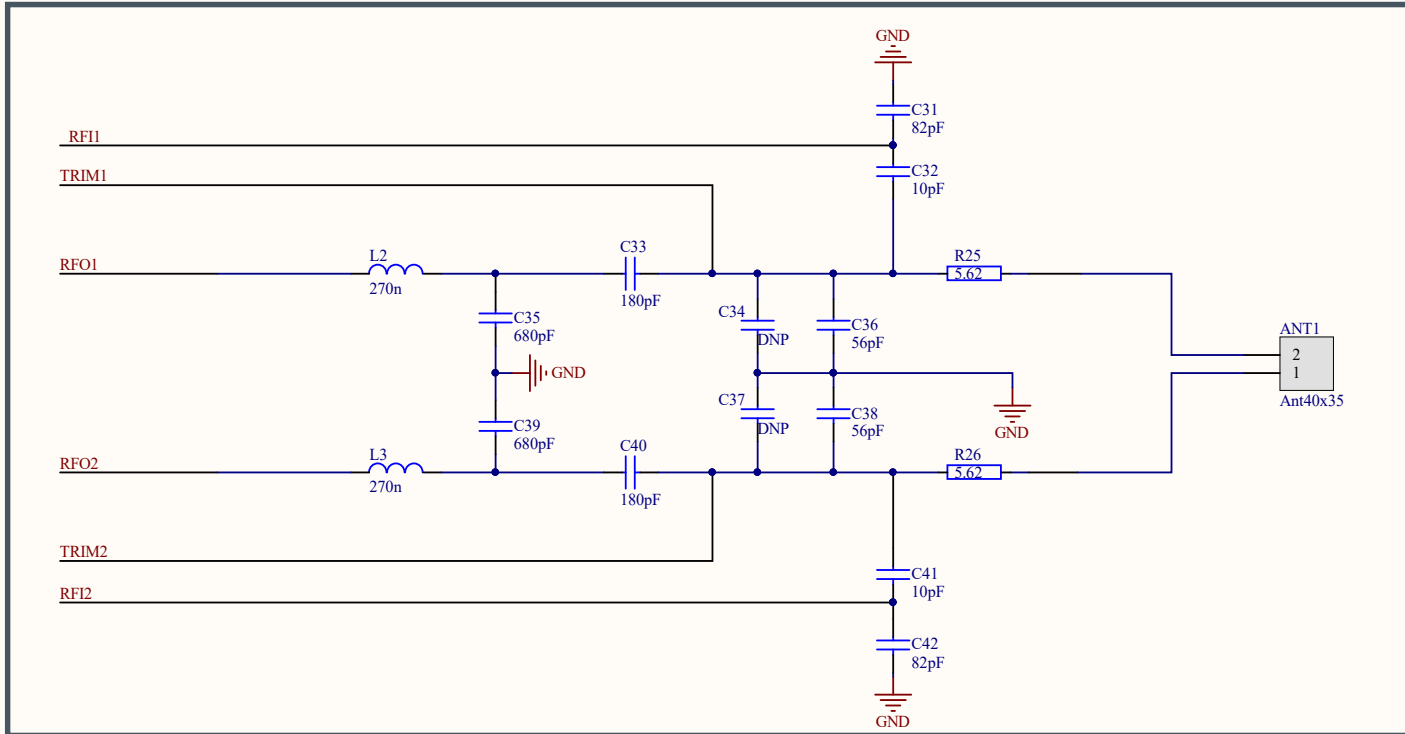 GND
C31
82pF
RFI1
C32
10pF
TRIM1
C33
180pF
L2
270n
RFO1
R25
5.62
C35
680pF
C34
DNP
C36
56pF
ANT1
2
1
Ant40x35
GND
GND
C39
680pF
C37
DNP
C38
56pF
C40
180pF
L3
270n
RFO2
R26
5.62
TRIM2
C41
10pF
RFI2
C42
82pF
GND